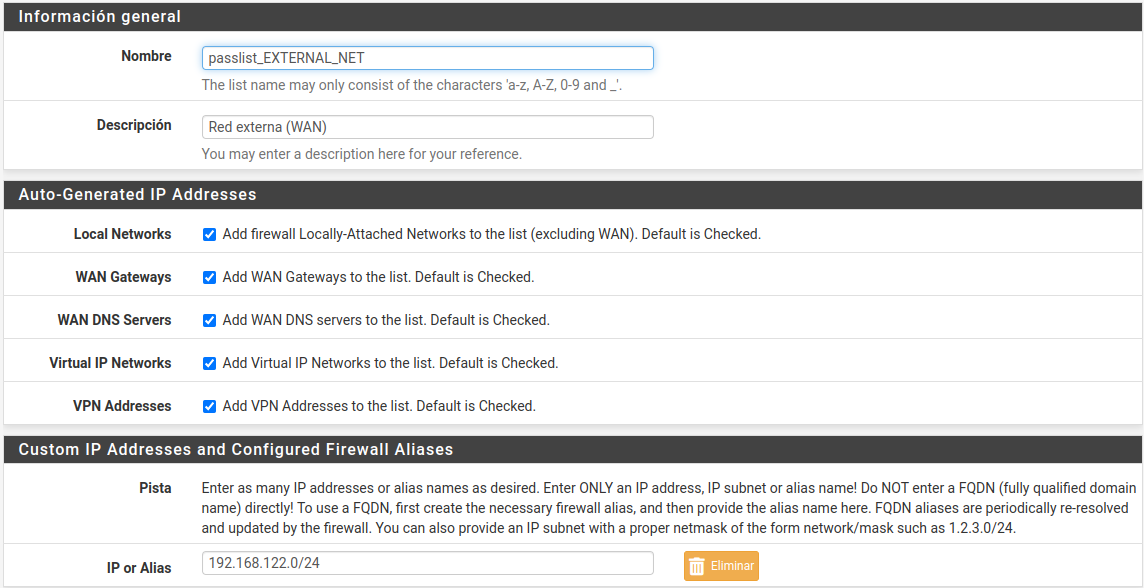 Información general
Nombre
passlist_EXTERNAL_NET
The list name may only consist of the characters 'a-z, A-Z, 0-9 and _'.
Descripción
Red externa (WAN)
You may enter a description here for your reference.
Auto-Generated IP Addresses
Local Networks
Add firewall Locally-Attached Networks to the list (excluding WAN). Default is Checked.
WAN Gateways
Add WAN Gateways to the list. Default is Checked.
WAN DNS Servers
Add WAN DNS servers to the list. Default is Checked.
Virtual IP Networks
Add Virtual IP Networks to the list. Default is Checked.
VPN Addresses
Add VPN Addresses to the list. Default is Checked.
Custom IP Addresses and Configured Firewall Aliases
Pista
Enter as many IP addresses or alias names as desired. Enter ONLY an IP address, IP subnet or alias name! Do NOT enter a FQDN (fully qualified domain
name) directly! To use a FQDN, first create the necessary firewall alias, and then provide the alias name here. FQDN aliases are periodically re-resolved
and updated by the firewall. You can also provide an IP subnet with a proper netmask of the form network/mask such as 1.2.3.0/24.
IP or Alias
192.168.122.0/24
Eliminar